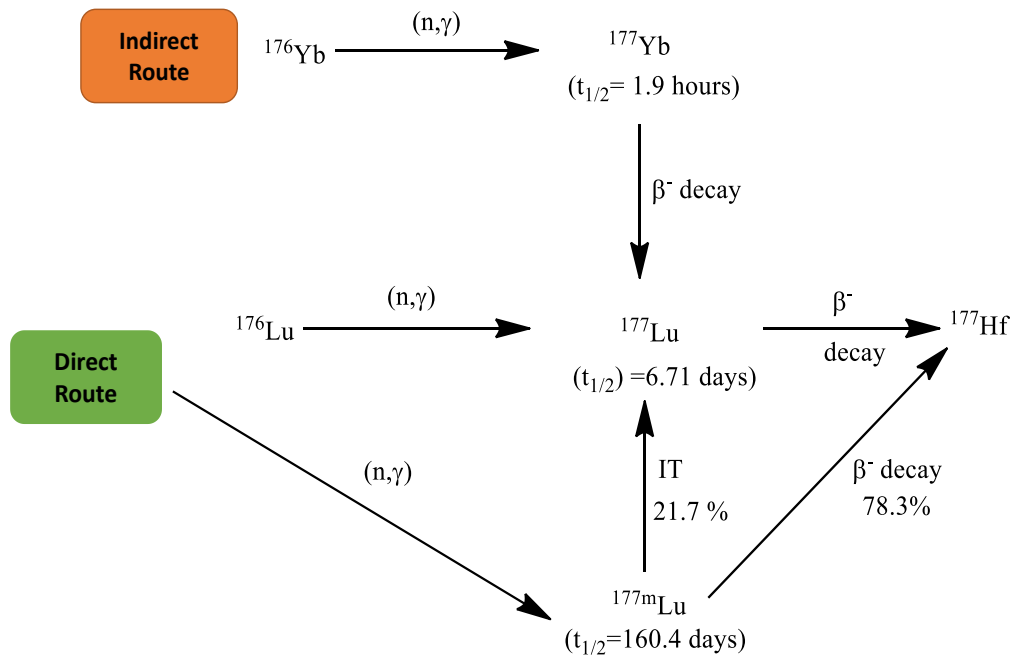 Indirect
Route
¹⁷⁶Yb
(n,γ)
¹⁷⁷Yb
(t₁/₂= 1.9 hours)
β⁻ decay
Direct
Route
¹⁷⁶Lu
(n,γ)
¹⁷⁷Lu
(t₁/₂) =6.71 days)
β⁻
decay
¹⁷⁷Hf
(n,γ)
IT
21.7 %
β⁻ decay
78.3%
¹⁷⁷ᵐLu
(t₁/₂=160.4 days)